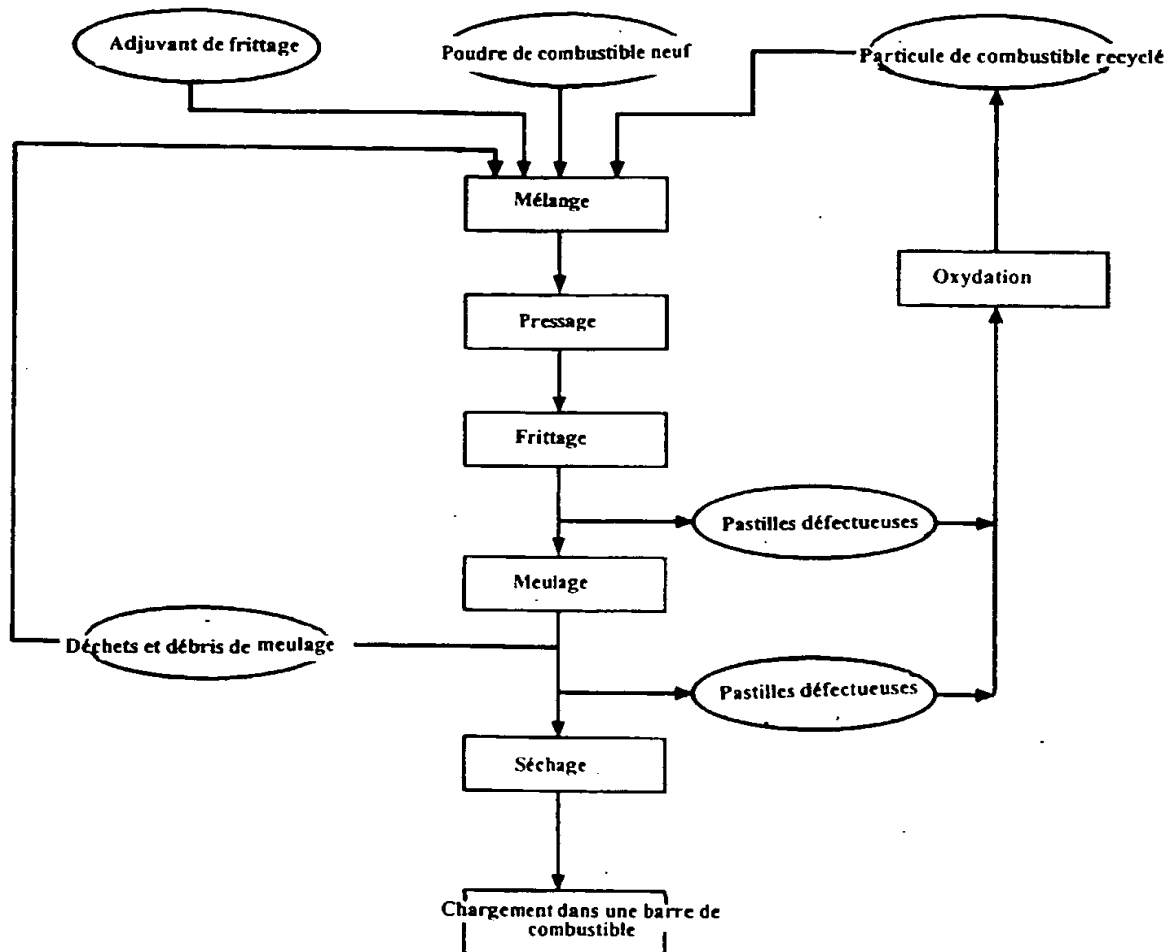 Adjuvant de frittage
Poudre de combustible neuf
Particule de combustible recyclé
Mélange
Oxydation
Pressage
Frittage
Pastilles défectueuses
Meulage
Déchets et débris de meulage
Pastilles défectueuses
Séchage
Chargement dans une barre de
combustible